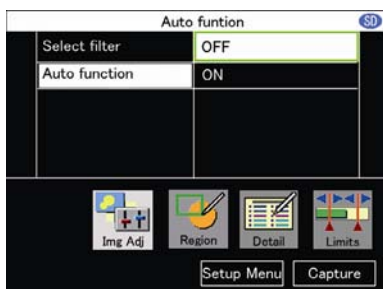 Auto funtion SD
Select filter OFF
Auto function ON
Img Adj Region Detail Limits
Setup Menu Capture